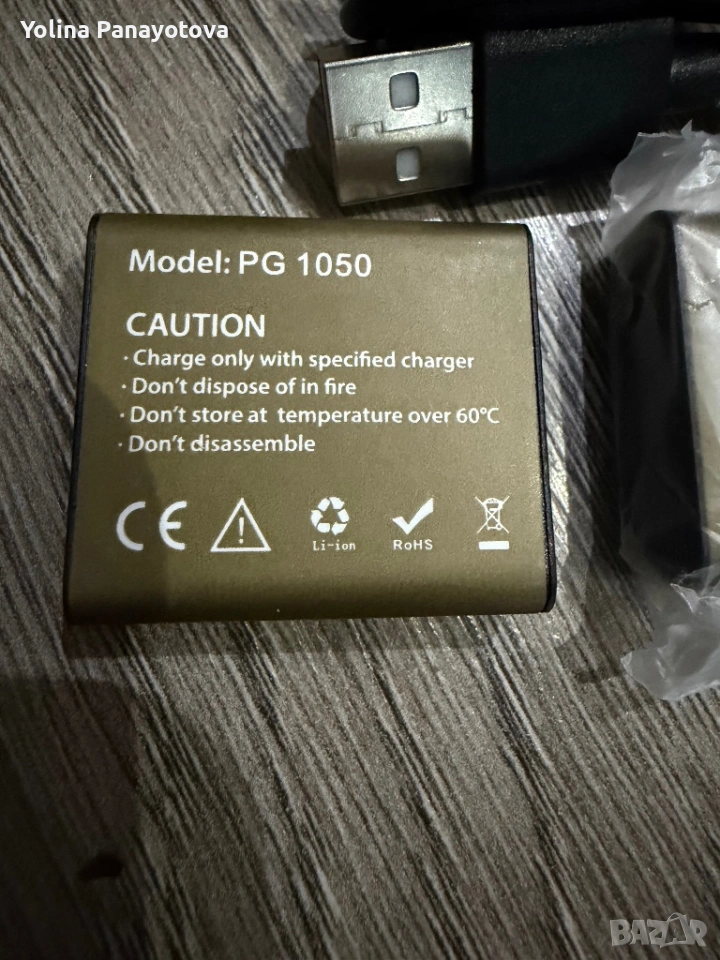 Yolina Panayotova
Model: PG 1050
CAUTION
· Charge only with specified charger
· Don't dispose of in fire
· Don't store at temperature over 60°C
· Don't disassemble
CE
Li-ion
RoHS
BAZAR